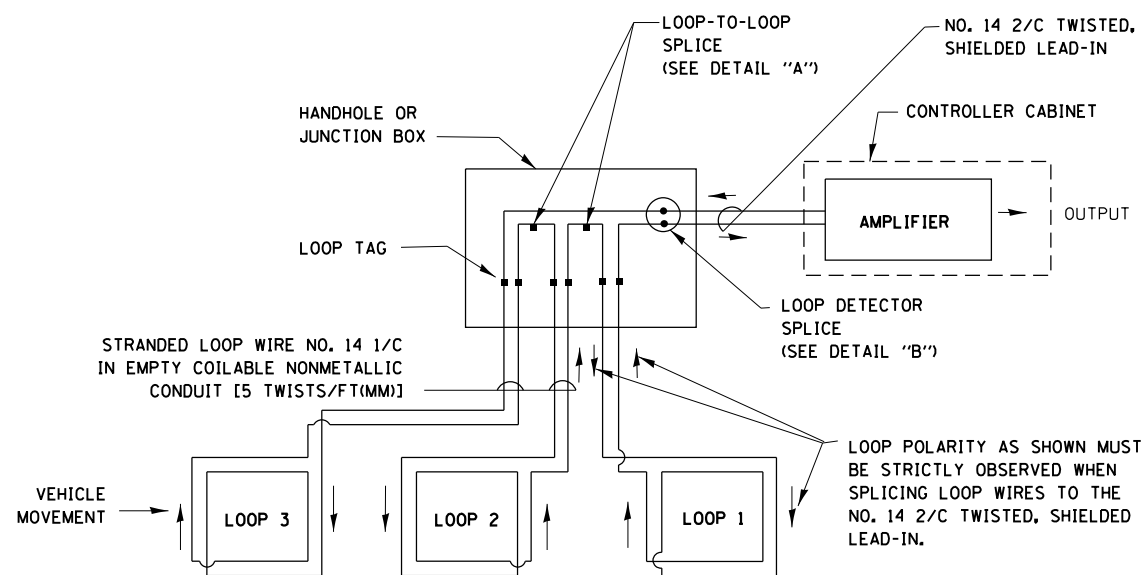 LOOP-TO-LOOP
SPLICE
(SEE DETAIL "A")
NO. 14 2/C TWISTED,
SHIELDED LEAD-IN
HANDHOLE OR
JUNCTION BOX
CONTROLLER CABINET
AMPLIFIER
OUTPUT
LOOP TAG
LOOP DETECTOR
SPLICE
(SEE DETAIL "B")
STRANDED LOOP WIRE NO. 14 1/C
IN EMPTY COILABLE NONMETALLIC
CONDUIT [5 TWISTS/FT(MM)]
LOOP POLARITY AS SHOWN MUST
BE STRICTLY OBSERVED WHEN
SPLICING LOOP WIRES TO THE
NO. 14 2/C TWISTED, SHIELDED
LEAD-IN.
VEHICLE
MOVEMENT
LOOP 3
LOOP 2
LOOP 1